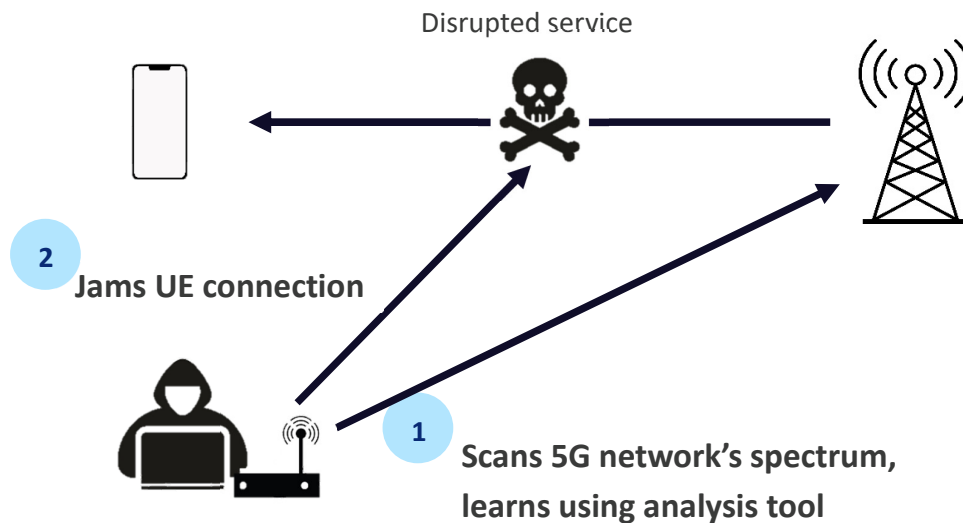 Disrupted service
2
Jams UE connection
1
Scans 5G network’s spectrum,
learns using analysis tool